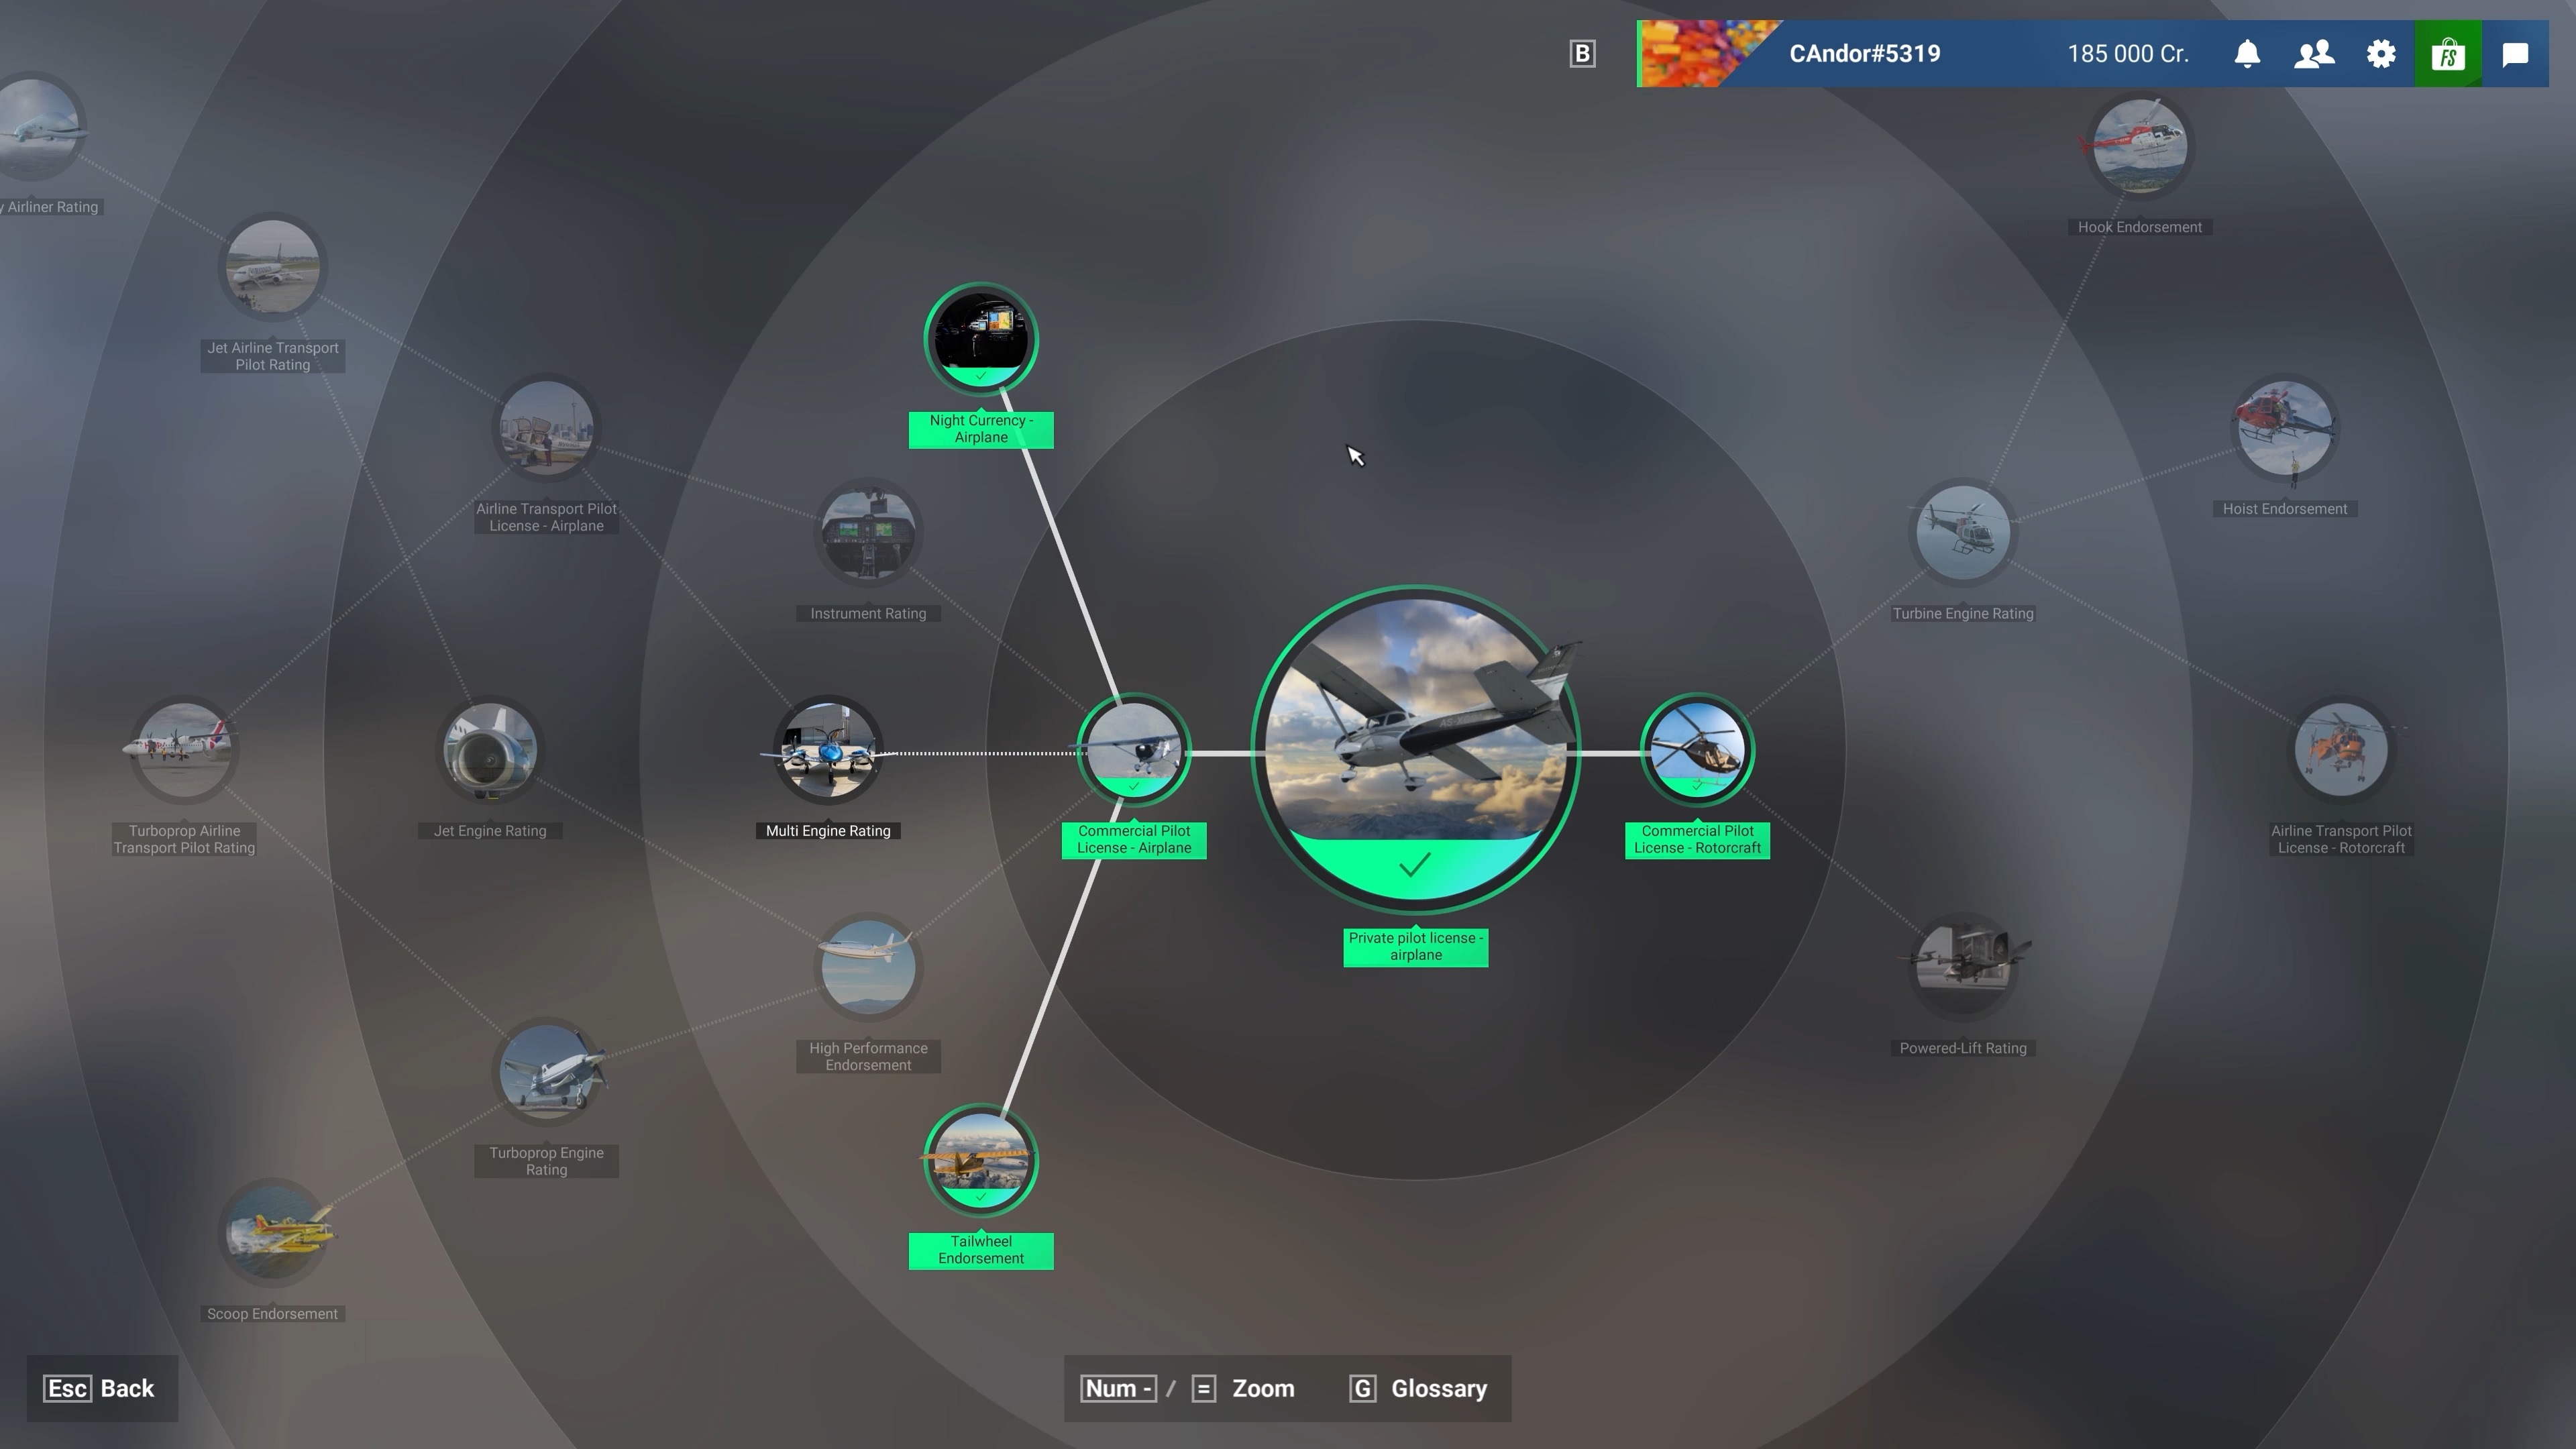 B
CAndor#5319
185 000 Cr.
FS
y Airliner Rating
Hook Endorsement
Jet Airline Transport
Pilot Rating
Night Currency -
Airplane
Airline Transport Pilot
License - Airplane
Hoist Endorsement
Instrument Rating
Turbine Engine Rating
Turboprop Airline
Transport Pilot Rating
Jet Engine Rating
Multi Engine Rating
Commercial Pilot
License - Airplane
Commercial Pilot
License - Rotorcraft
Airline Transport Pilot
License - Rotorcraft
Private pilot license -
airplane
High Performance
Endorsement
Powered-Lift Rating
Turboprop Engine
Rating
Tailwheel
Endorsement
Scoop Endorsement
Esc Back
Num - / = Zoom
G Glossary